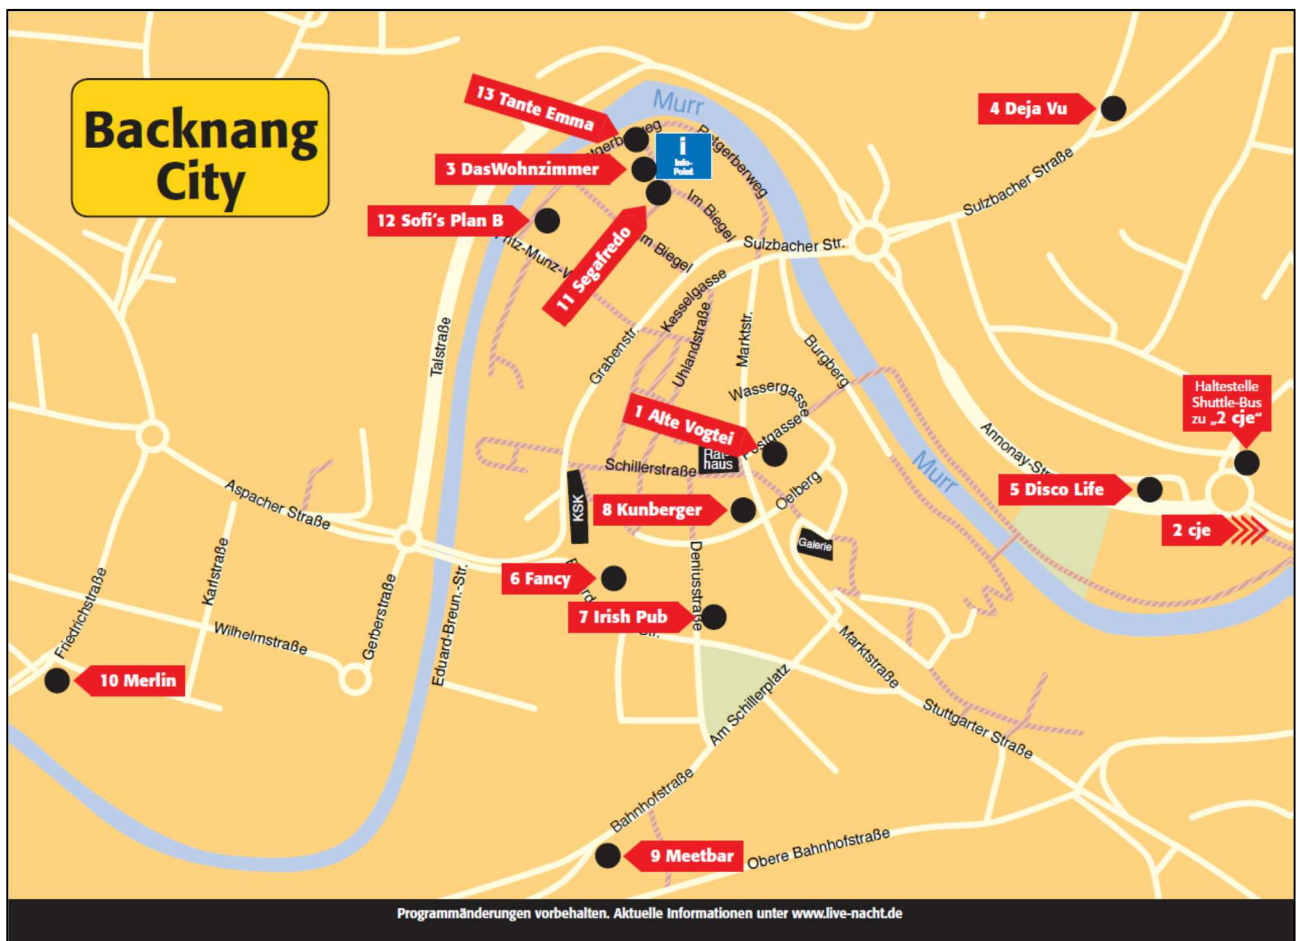 Backnang
City
Murr
13 Tante Emma
4 Deja Vu
Rotgerberweg
i
Info-
Point
3 DasWohnzimmer
Sulzbacher Straße
12 Sofi's Plan B
Im Biegel
11 Segafredo
Im Biegel
Sulzbacher Str.
Kesselgasse
Talstraße
Grabenstr.
Uhlandstraße
Marktstr.
Burgberg
Wassergasse
Haltestelle
Shuttle-Bus
zu „2 cje“
1 Alte Vogtei
Postgasse
Annonay-Str
Rat-
haus
Schillerstraße
Murr
Aspacher Straße
KSK
8 Kunberger
Oelberg
5 Disco Life
2 cje
Galerie
Karlstraße
Friedrichstraße
Wilhelmstraße
Gerberstraße
Eduard-Breun.-Str.
6 Fancy
Deniusstraße
7 Irish Pub
Str.
Marktstraße
10 Merlin
Am Schillerplatz
Stuttgarter Straße
Bahnhofstraße
9 Meetbar
Obere Bahnhofstraße
Programmänderungen vorbehalten. Aktuelle Informationen unter www.live-nacht.de